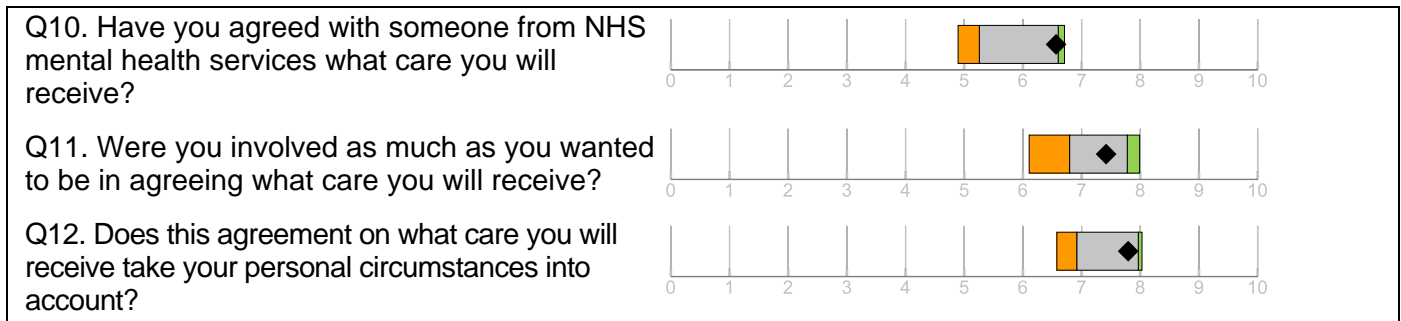 Q10. Have you agreed with someone from NHS
mental health services what care you will
receive?
0 1 2 3 4 5 6 7 8 9 10
Q11. Were you involved as much as you wanted
to be in agreeing what care you will receive?
0 1 2 3 4 5 6 7 8 9 10
Q12. Does this agreement on what care you will
receive take your personal circumstances into
account?
0 1 2 3 4 5 6 7 8 9 10